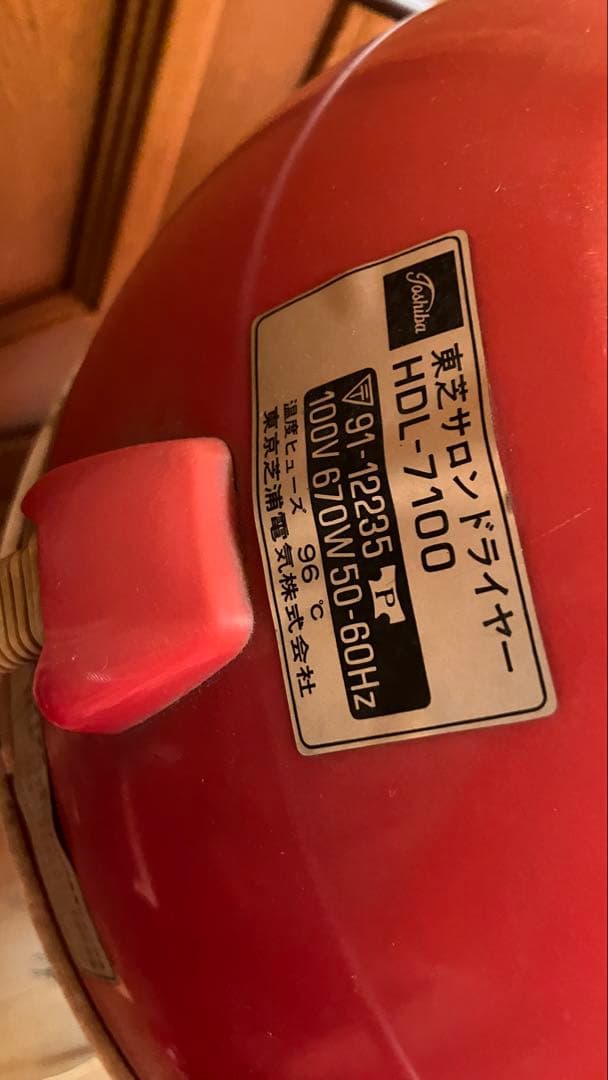 Toshiba
東芝サロンドライヤー
HDL-7100
〒91-12235 P
100V 670W 50-60Hz
温度ヒューズ 96℃
東京芝浦電気株式会社